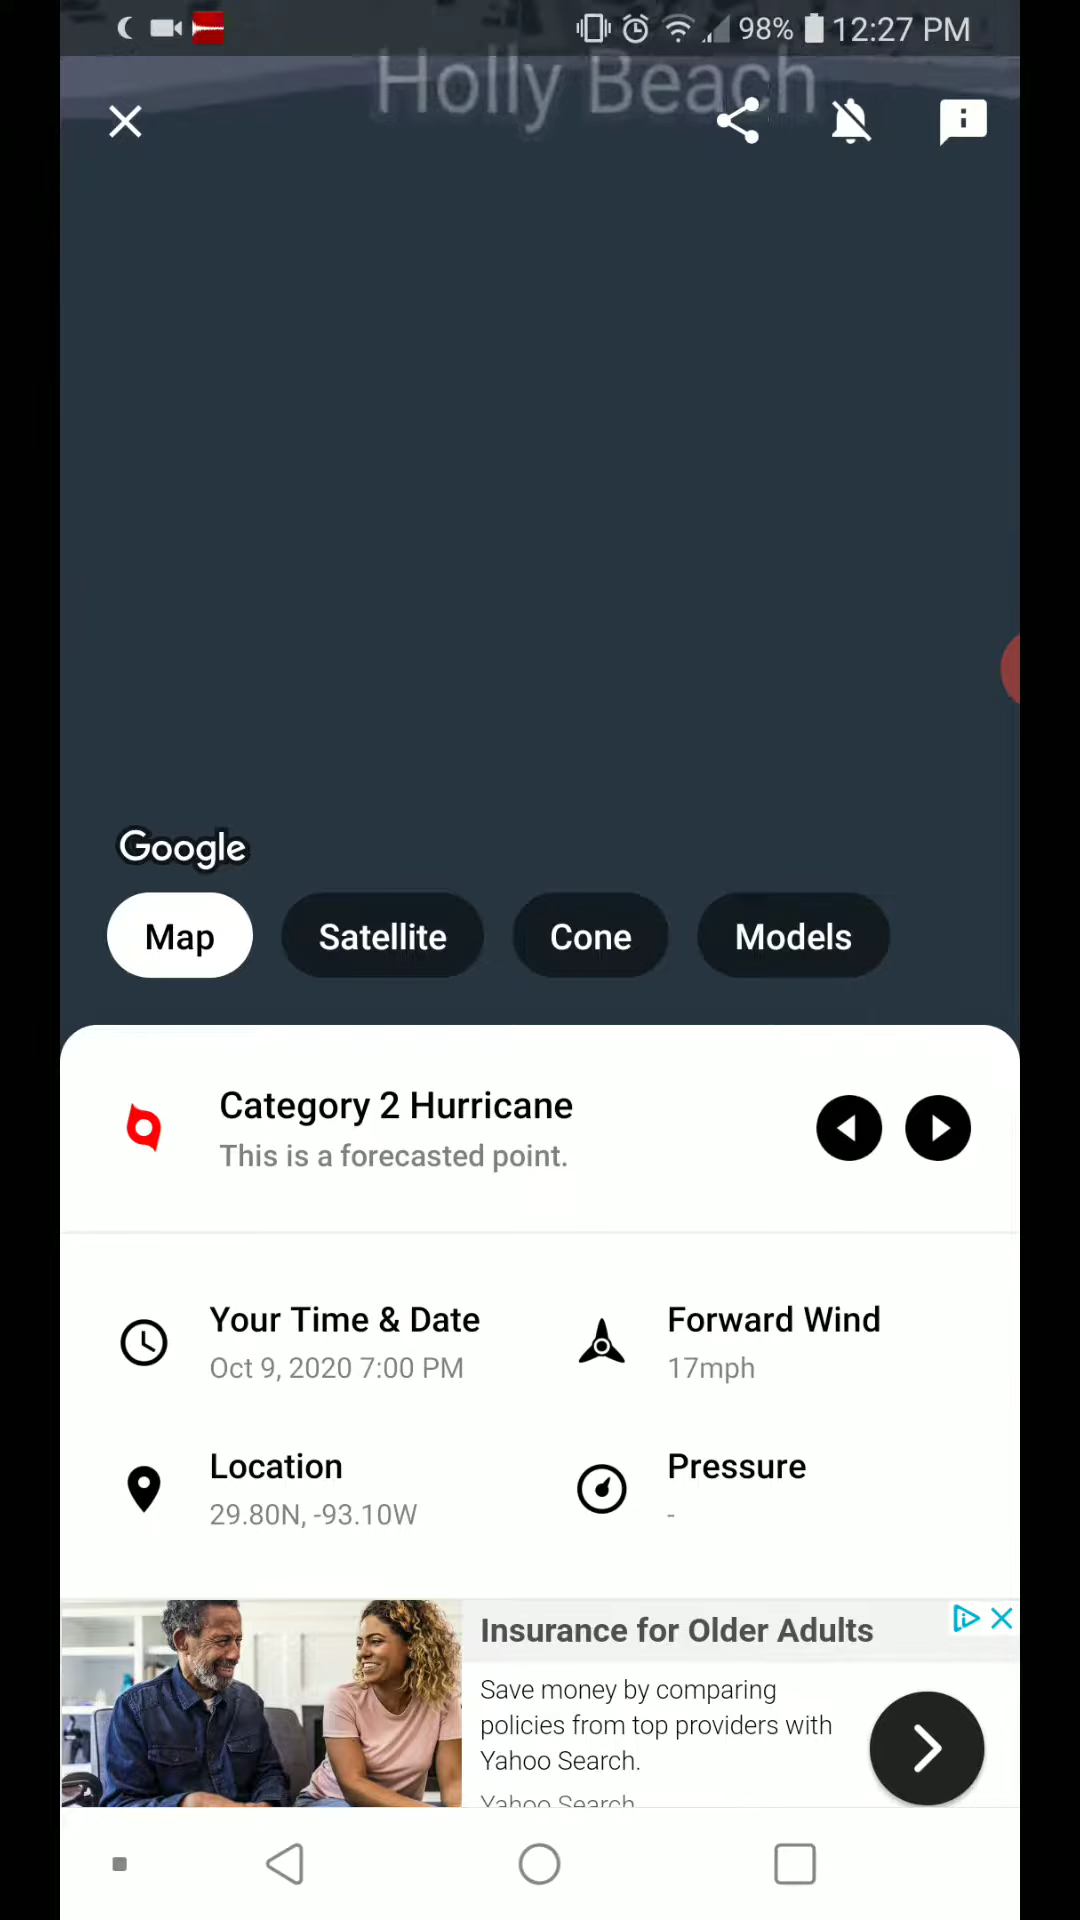 98% 12:27 PM
Holly Beach
Google
Map Satellite Cone Models
Category 2 Hurricane
This is a forecasted point.
Your Time & Date
Oct 9, 2020 7:00 PM
Forward Wind
17mph
Location
29.80N, -93.10W
Pressure
-
Insurance for Older Adults
Save money by comparing
policies from top providers with
Yahoo Search.
Yahoo Search